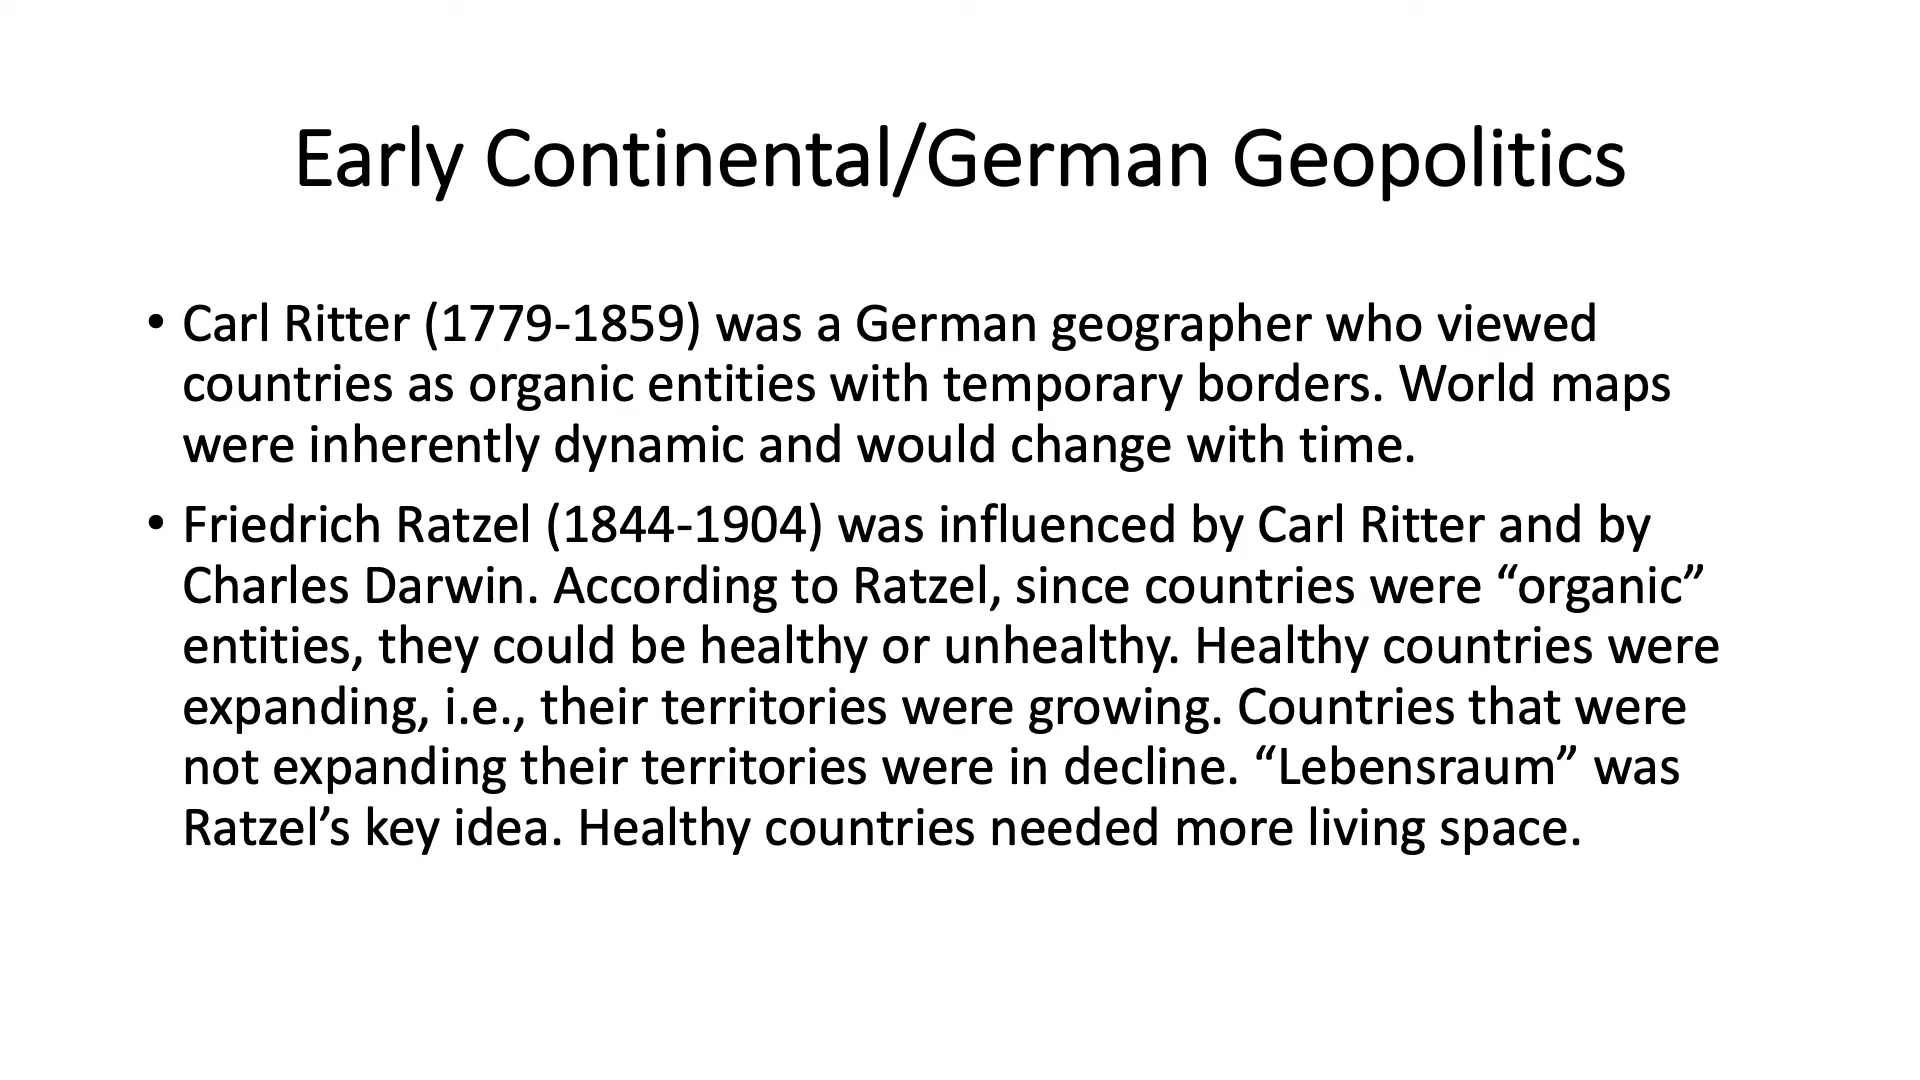 Early Continental/German Geopolitics
• Carl Ritter (1779-1859) was a German geographer who viewed
countries as organic entities with temporary borders. World maps
were inherently dynamic and would change with time.
• Friedrich Ratzel (1844-1904) was influenced by Carl Ritter and by
Charles Darwin. According to Ratzel, since countries were “organic”
entities, they could be healthy or unhealthy. Healthy countries were
expanding, i.e., their territories were growing. Countries that were
not expanding their territories were in decline. “Lebensraum” was
Ratzel’s key idea. Healthy countries needed more living space.